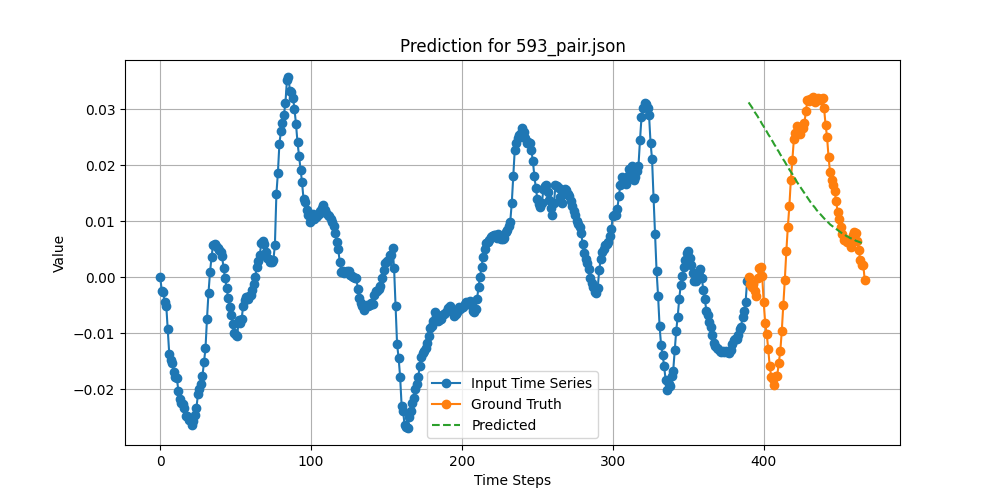 Prediction for 593_pair.json
Value
0.03
0.02
0.01
0.00
−0.01
−0.02
Input Time Series
Ground Truth
Predicted
0
100
200
300
400
Time Steps